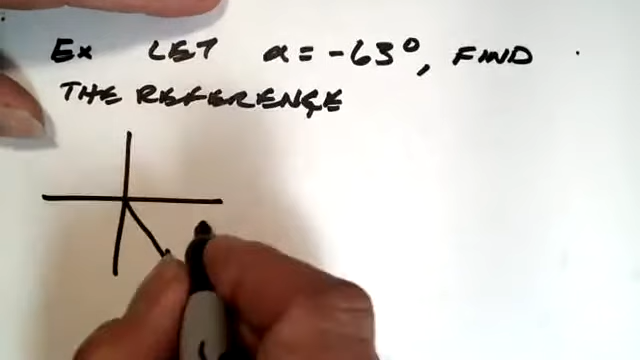 Ex LET α = -63°, FIND
THE REFERENCE